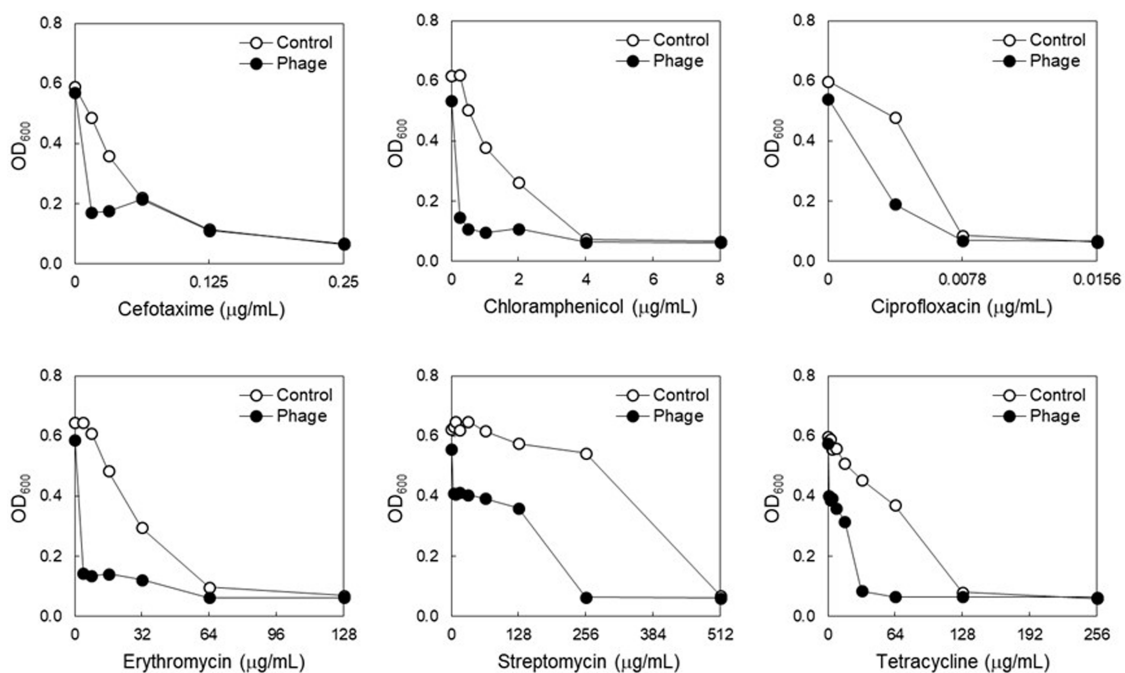 0.8
0.6
0.4
0.2
0.0
OD600
Control
Phage
0 0.125 0.25
Cefotaxime (μg/mL)
0.8
0.6
0.4
0.2
0.0
OD600
Control
Phage
0 2 4 6 8
Chloramphenicol (μg/mL)
0.8
0.6
0.4
0.2
0.0
OD600
Control
Phage
0 0.0078 0.0156
Ciprofloxacin (μg/mL)
0.8
0.6
0.4
0.2
0.0
OD600
Control
Phage
0 32 64 96 128
Erythromycin (μg/mL)
0.8
0.6
0.4
0.2
0.0
OD600
Control
Phage
0 128 256 384 512
Streptomycin (μg/mL)
0.8
0.6
0.4
0.2
0.0
OD600
Control
Phage
0 64 128 192 256
Tetracycline (μg/mL)